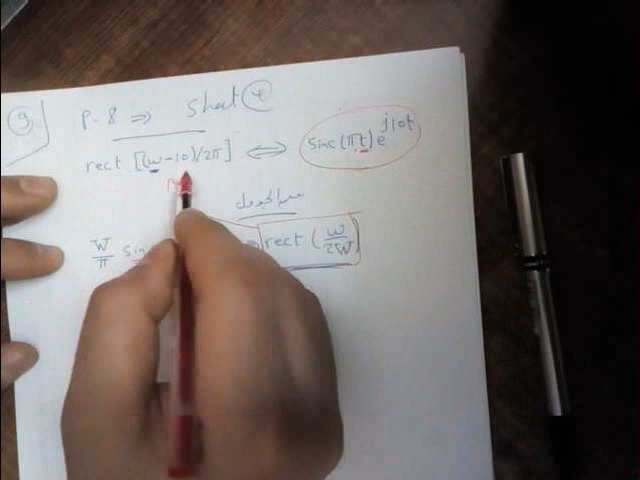 9
P-8 ⇒ Sheet 4
rect [(w-10)/2π] ⇔ sinc(πt)e^j10t
من الجدول
W/π sin rect (w/2W)